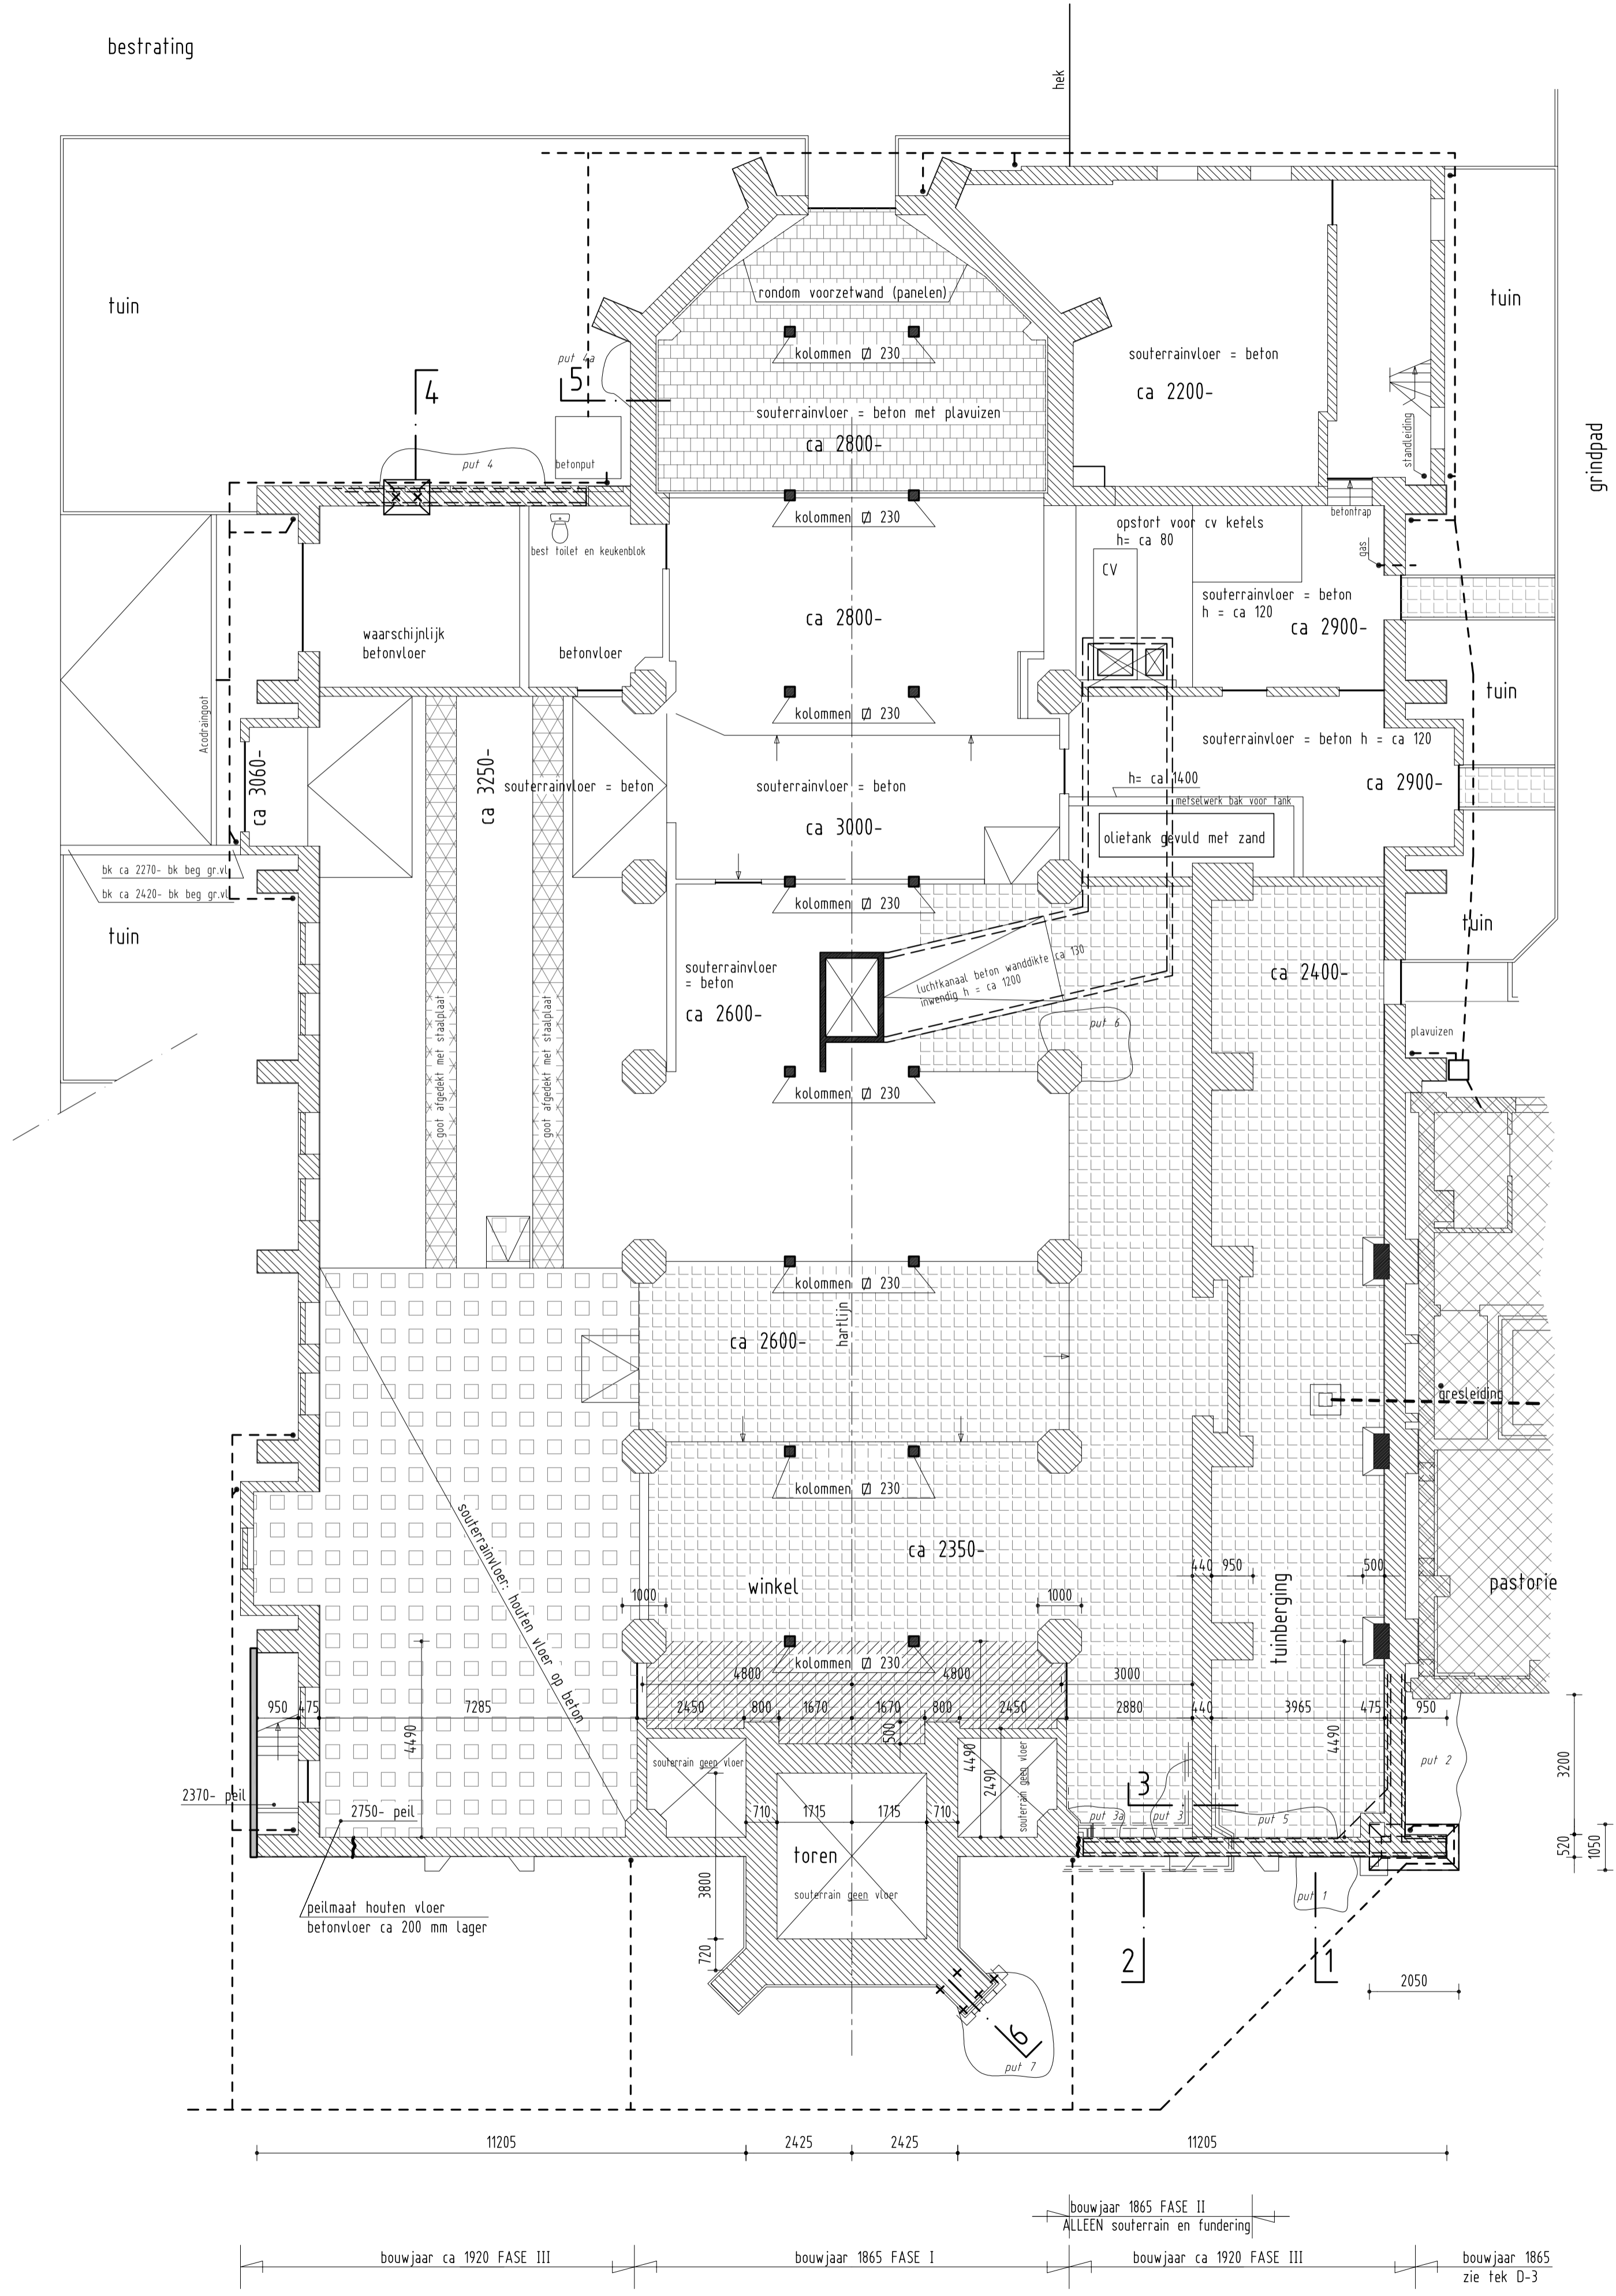 bestrating
hek
tuin
tuin
grindpad
rondom voorzetwand (panelen)
kolommen ⌀ 230
put 4a
5
4
souterrainvloer = beton
ca 2200-
souterrainvloer = beton met plavuizen
ca 2800-
standleiding
put 4
betonput
kolommen ⌀ 230
betontrap
opstort voor cv ketels
h= ca 80
best toilet en keukenblok
gas
CV
souterrainvloer = beton
h = ca 120
ca 2900-
ca 2800-
waarschijnlijk
betonvloer
betonvloer
tuin
kolommen ⌀ 230
Acodraingoot
ca 3060-
ca 3250-
souterrainvloer = beton
souterrainvloer = beton
ca 3000-
souterrainvloer = beton h = ca 120
h= ca 1400
ca 2900-
metselwerk bak voor tank
olietank gevuld met zand
bk ca 2270- bk beg gr.vl
bk ca 2420- bk beg gr.vl
kolommen ⌀ 230
tuin
tuin
souterrainvloer
= beton
ca 2600-
luchtkanaal beton wanddikte ca 130
inwendig h = ca 1200
ca 2400-
put 6
plavuizen
goot afgedekt met staalplaat
goot afgedekt met staalplaat
kolommen ⌀ 230
kolommen ⌀ 230
hartlijn
ca 2600-
gresleiding
kolommen ⌀ 230
souterrainvloer: houten vloer op beton
ca 2350-
winkel
440 950
500
tuinberging
pastorie
1000
1000
kolommen ⌀ 230
4800
4800
3000
950
475
7285
2450
800
1670
1670
800
2450
2880
440
3965
475
950
4490
500
4490
2490
4490
souterrain geen vloer
souterrain geen vloer
3
put 2
3200
2370- peil
2750- peil
710
1715
1715
710
put 3a
put 3
put 5
520
1050
toren
souterrain geen vloer
3800
720
put 1
peilmaat houten vloer
betonvloer ca 200 mm lager
2
1
2050
6
put 7
11205
2425
2425
11205
bouwjaar 1865 FASE II
ALLEEN souterrain en fundering
bouwjaar ca 1920 FASE III
bouwjaar 1865 FASE I
bouwjaar ca 1920 FASE III
bouwjaar 1865
zie tek D-3